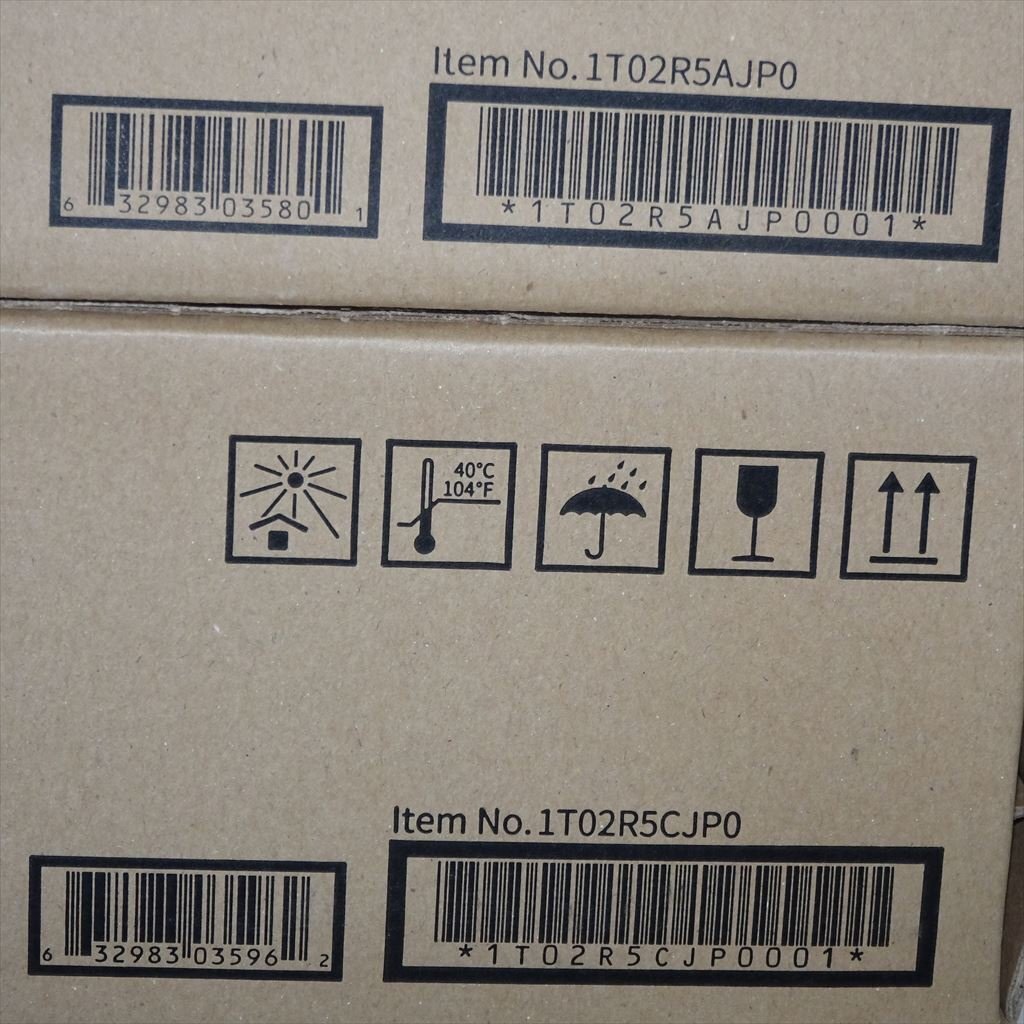 Item No. 1T02R5AJP0
6 32983 03580 1
*1T02R5AJP0001*
40°C
104°F
Item No. 1T02R5CJP0
6 32983 03596 2
*1T02R5CJP0001*